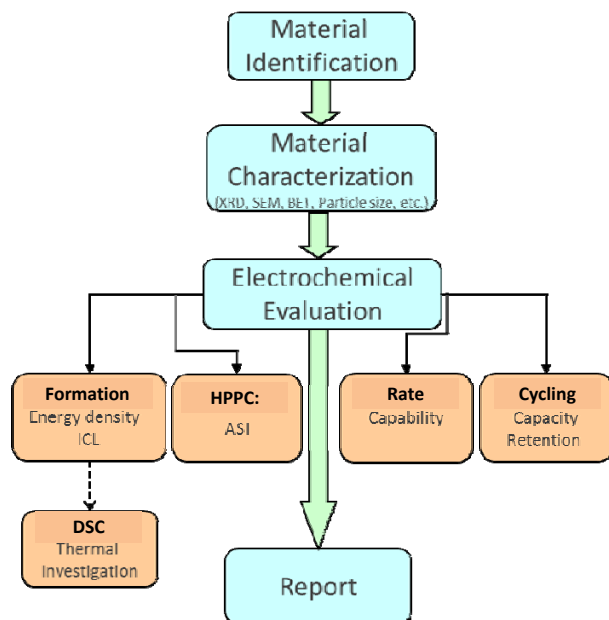 Material
Identification
Material
Characterization
(XRD, SEM, BET, Particle size, etc.)
Electrochemical
Evaluation
Formation
Energy density
ICL
HPPC:
ASI
Rate
Capability
Cycling
Capacity
Retention
DSC
Thermal
Investigation
Report